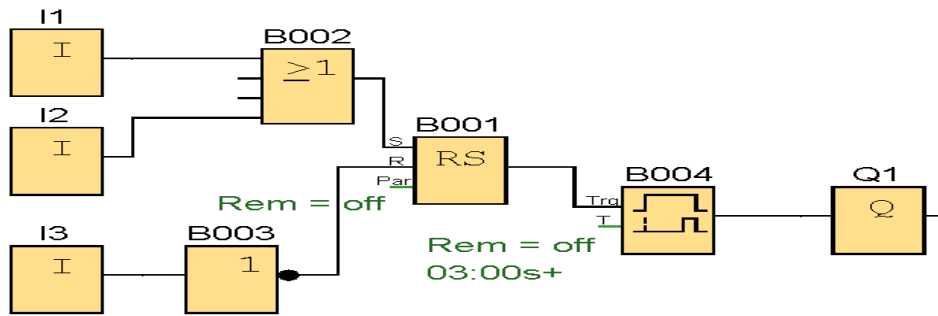 I1
I
B002
≥1
I2
I
B001
S
R
Par
RS
Rem = off
B004
Trg
T
Rem = off
03:00s+
Q1
Q
I3
I
B003
1